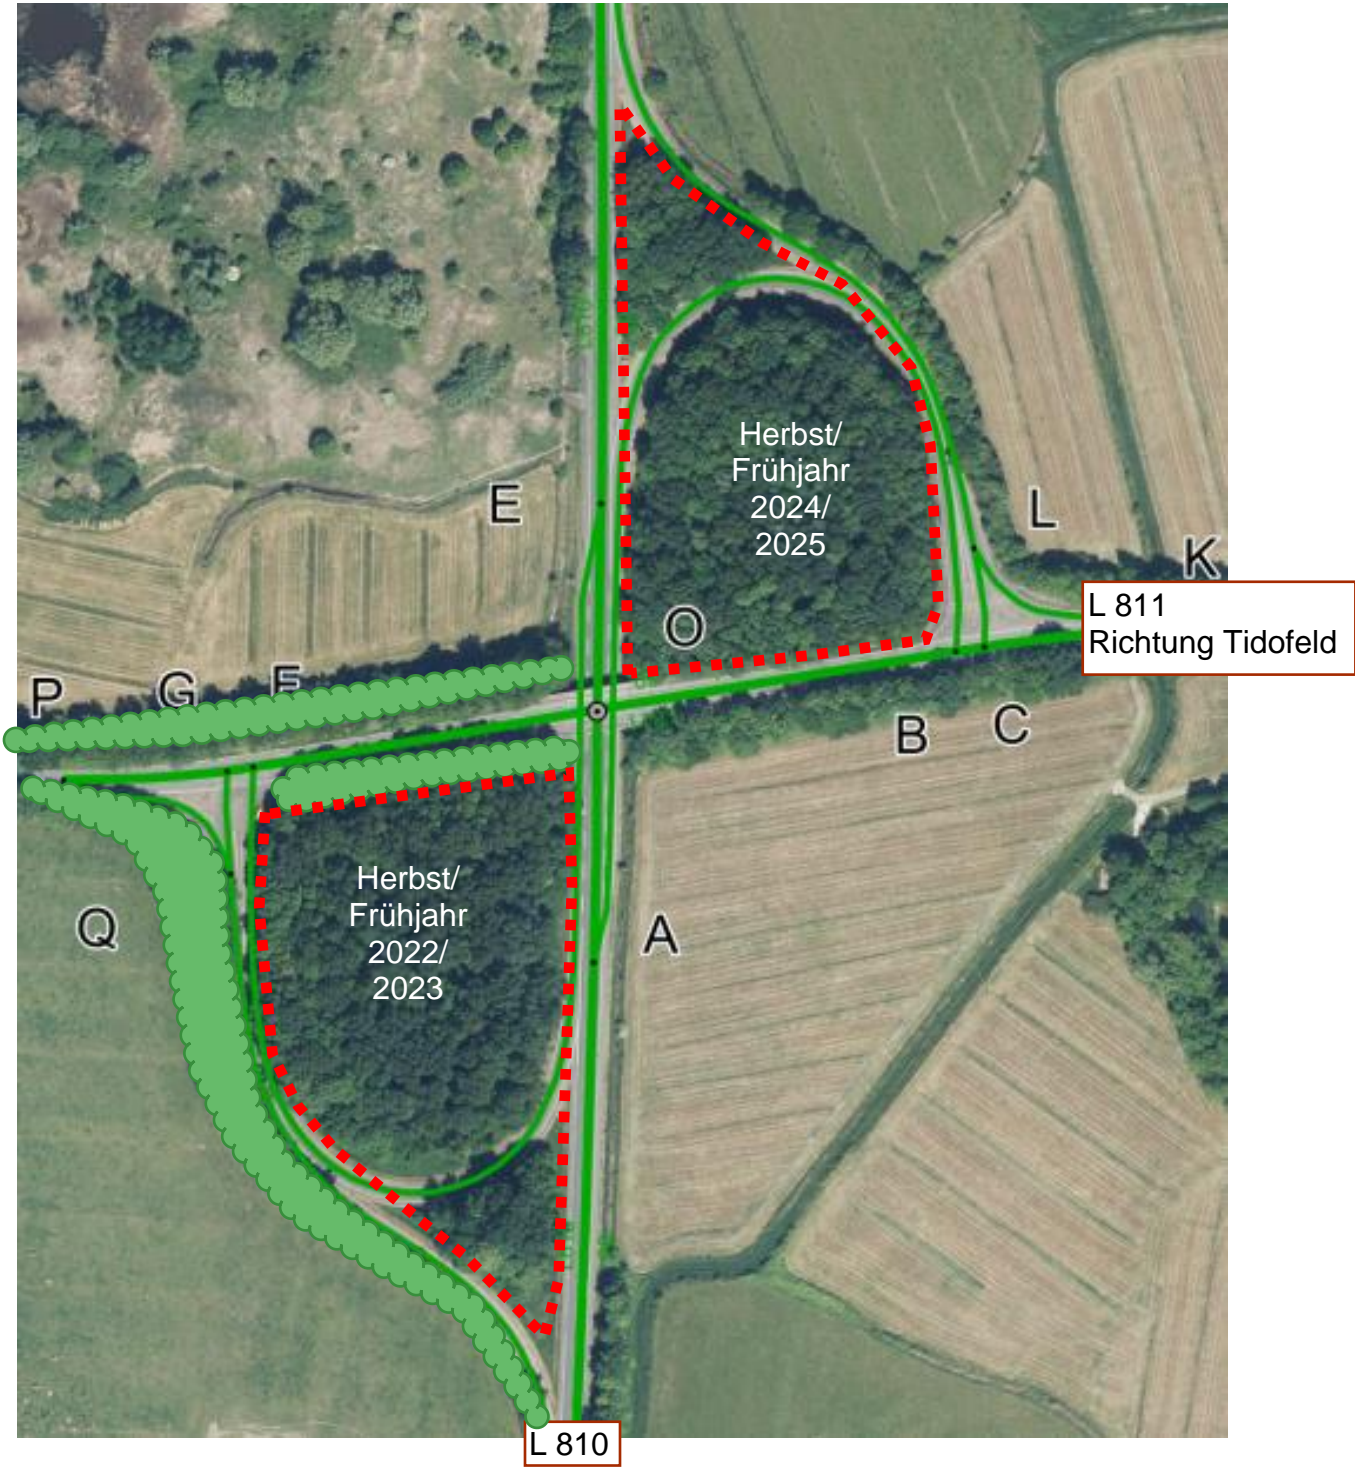 Herbst/
Frühjahr
2024/
2025
E
L
K
L 811
Richtung Tidofeld
O
P
G
F
B
C
Herbst/
Frühjahr
2022/
2023
Q
A
L 810